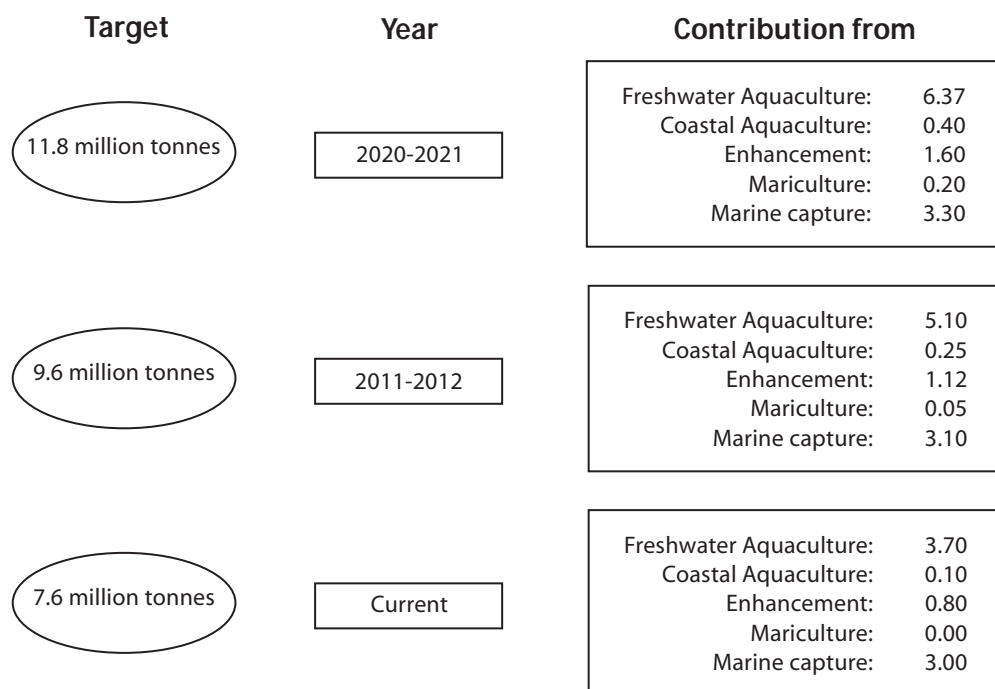 Target Year Contribution from
11.8 million tonnes
2020-2021
Freshwater Aquaculture: 6.37
Coastal Aquaculture: 0.40
Enhancement: 1.60
Mariculture: 0.20
Marine capture: 3.30
9.6 million tonnes
2011-2012
Freshwater Aquaculture: 5.10
Coastal Aquaculture: 0.25
Enhancement: 1.12
Mariculture: 0.05
Marine capture: 3.10
7.6 million tonnes
Current
Freshwater Aquaculture: 3.70
Coastal Aquaculture: 0.10
Enhancement: 0.80
Mariculture: 0.00
Marine capture: 3.00